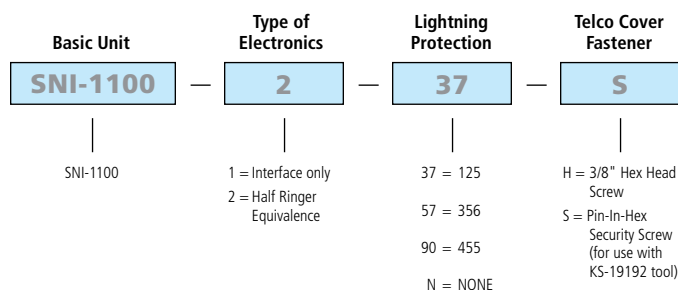 Basic Unit
Type of
Electronics
Lightning
Protection
Telco Cover
Fastener
SNI-1100 — 2 — 37 — S
SNI-1100
1 = Interface only
2 = Half Ringer
Equivalence
37 = 125
57 = 356
90 = 455
N = NONE
H = 3/8" Hex Head
Screw
S = Pin-In-Hex
Security Screw
(for use with
KS-19192 tool)